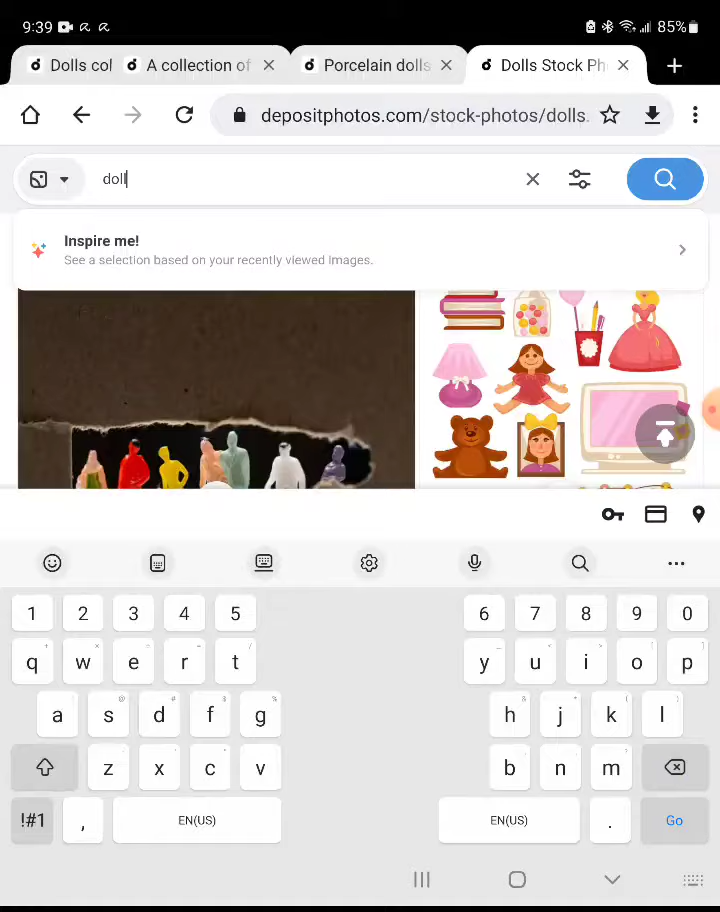 9:39 85%
Dolls col A collection of Porcelain dolls Dolls Stock Ph
depositphotos.com/stock-photos/dolls.
doll
Inspire me!
See a selection based on your recently viewed images.
1 2 3 4 5 6 7 8 9 0
q w e r t y u i o p
a s d f g h j k l
z x c v b n m
!#1 , EN(US) EN(US) . Go